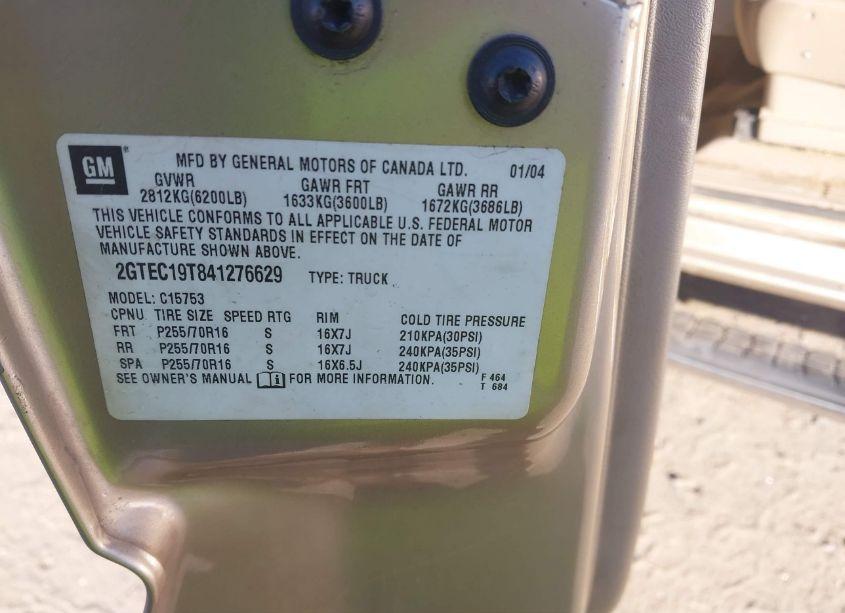 GM
MFD BY GENERAL MOTORS OF CANADA LTD. 01/04
GVWR GAWR FRT GAWR RR
2812KG(6200LB) 1633KG(3600LB) 1672KG(3686LB)
THIS VEHICLE CONFORMS TO ALL APPLICABLE U.S. FEDERAL MOTOR
VEHICLE SAFETY STANDARDS IN EFFECT ON THE DATE OF
MANUFACTURE SHOWN ABOVE.
2GTEC19T841276629 TYPE: TRUCK
MODEL: C15753
CPNU TIRE SIZE SPEED RTG RIM COLD TIRE PRESSURE
FRT P255/70R16 S 16X7J 210KPA(30PSI)
RR P255/70R16 S 16X7J 240KPA(35PSI)
SPA P255/70R16 S 16X6.5J 240KPA(35PSI)
SEE OWNER'S MANUAL FOR MORE INFORMATION. F 464
T 684